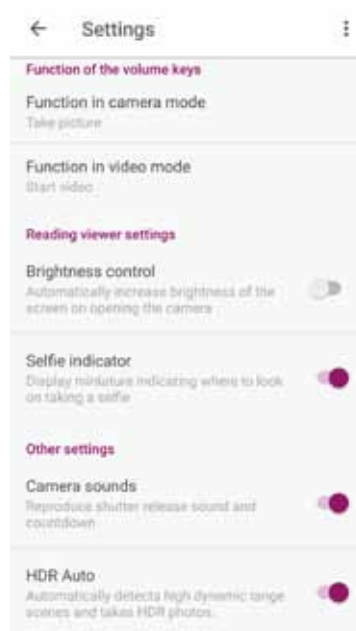 Settings
Function of the volume keys
Function in camera mode
Take picture
Function in video mode
Start video
Reading viewer settings
Brightness control
Automatically increase brightness of the
screen on opening the camera
Selfie indicator
Display miniature indicating where to look
on taking a selfie
Other settings
Camera sounds
Reproduce shutter release sound and
countdown
HDR Auto
Automatically detects high dynamic range
scenes and takes HDR photos.